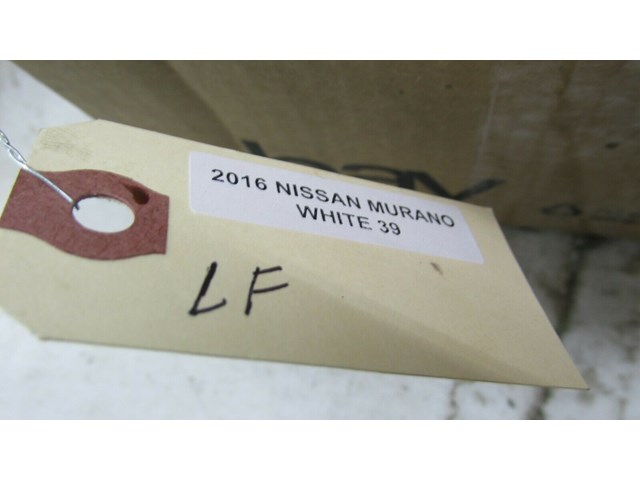 2016 NISSAN MURANO
WHITE 39
LF